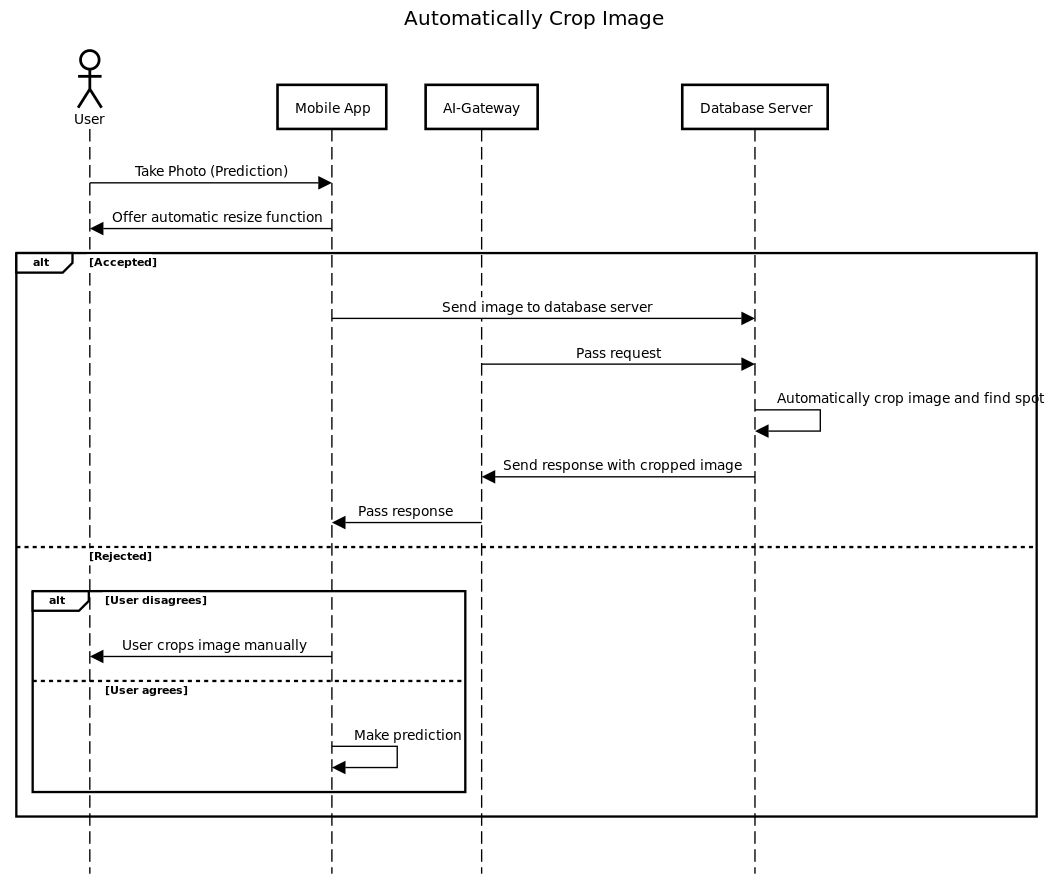 Automatically Crop Image
User
Mobile App
AI-Gateway
Database Server
Take Photo (Prediction)
Offer automatic resize function
alt
[Accepted]
Send image to database server
Pass request
Automatically crop image and find spot
Send response with cropped image
Pass response
[Rejected]
alt
[User disagrees]
User crops image manually
[User agrees]
Make prediction